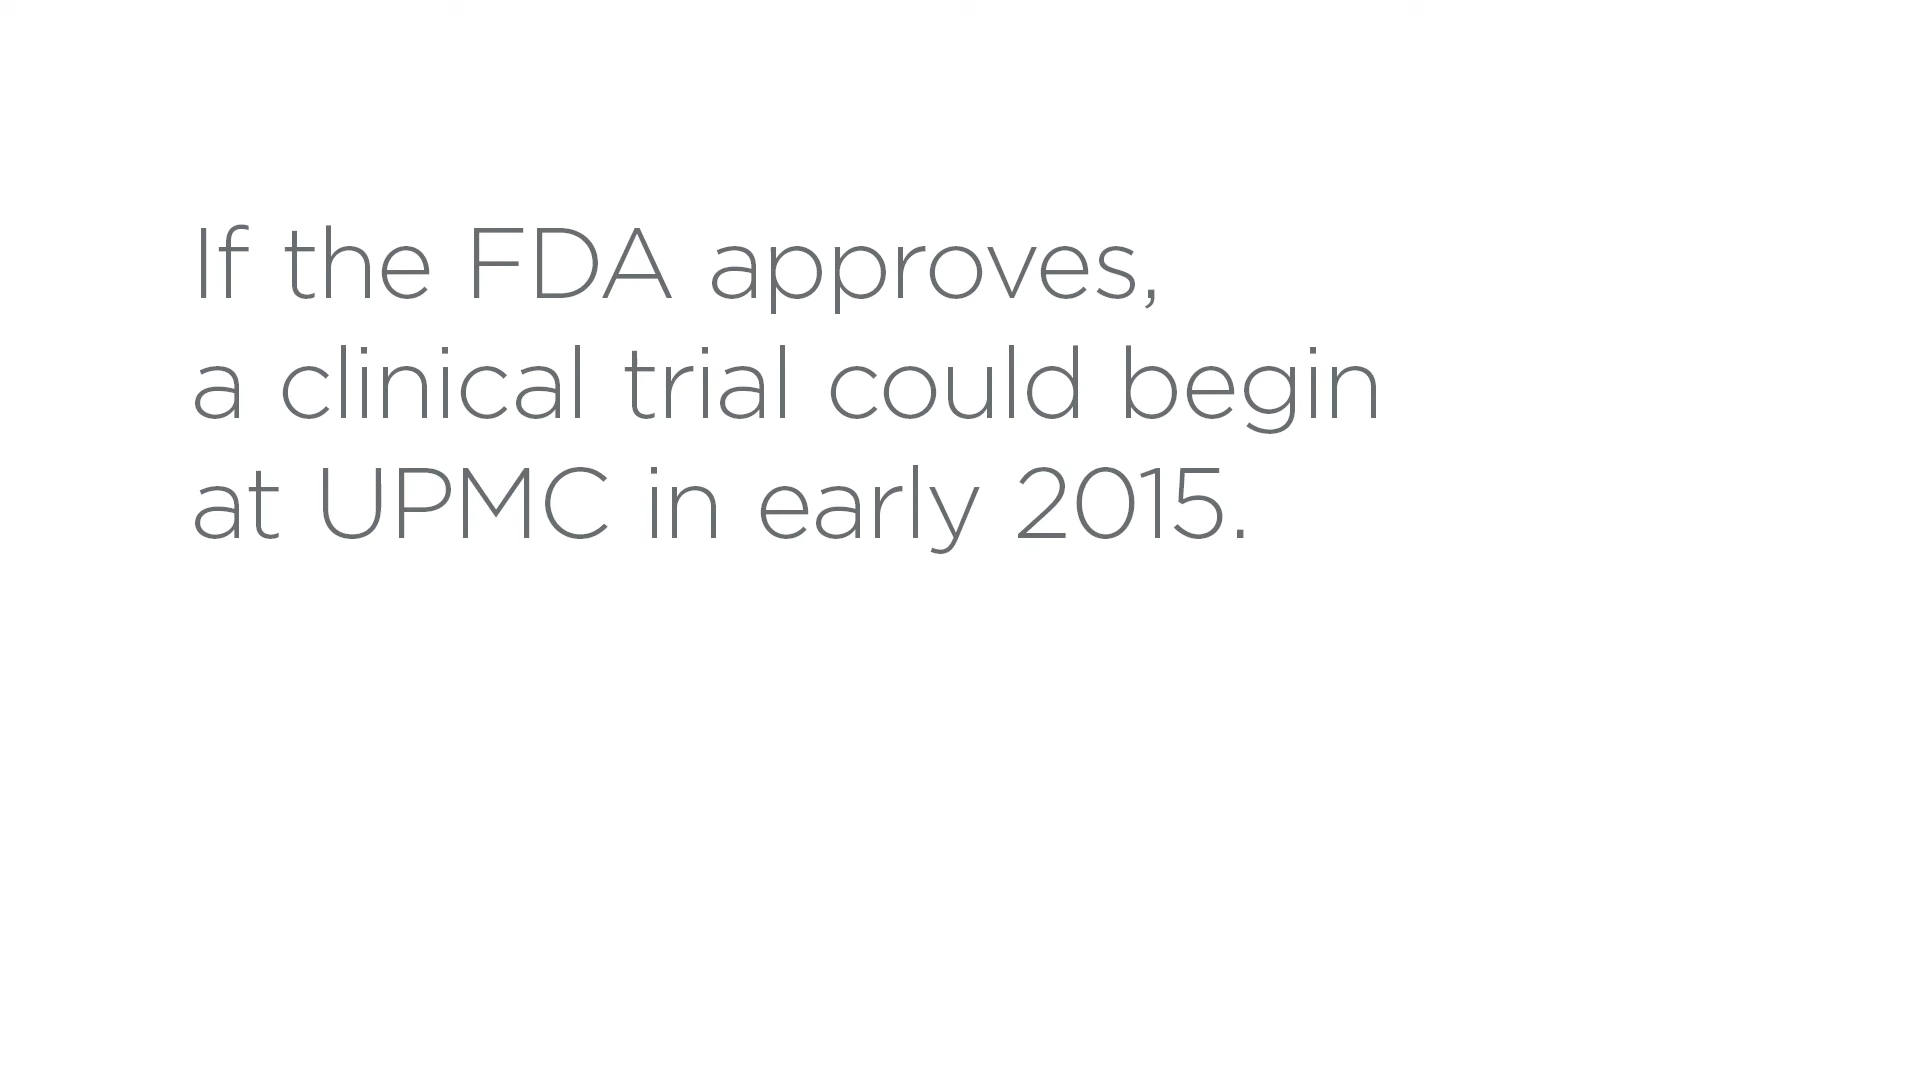 If the FDA approves,
a clinical trial could begin
at UPMC in early 2015.